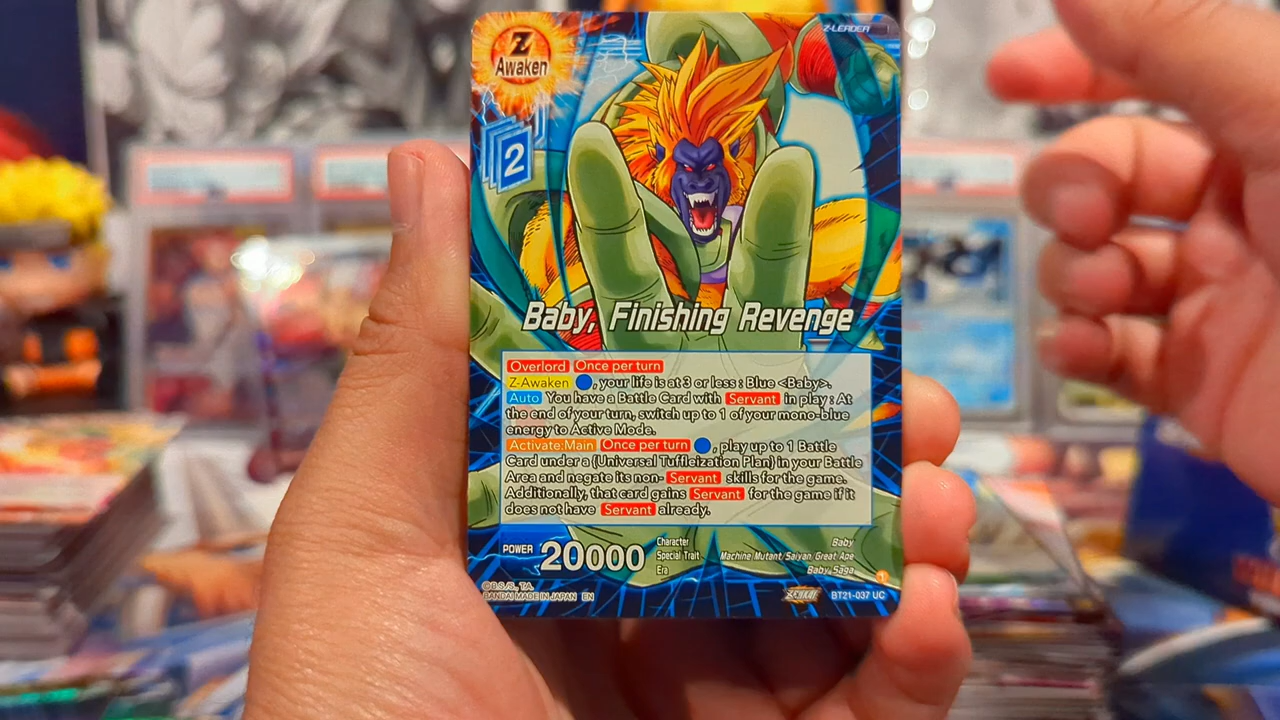 Z
Awaken
Z-LEADER
2
Baby, Finishing Revenge
Overlord Once per turn
Z-Awaken , your life is at 3 or less : Blue <Baby>.
Auto You have a Battle Card with Servant in play : At
the end of your turn, switch up to 1 of your mono-blue
energy to Active Mode.
Activate:Main Once per turn , play up to 1 Battle
Card under a {Universal Tuffleization Plan} in your Battle
Area and negate its non- Servant skills for the game.
Additionally, that card gains Servant for the game if it
does not have Servant already.
POWER 20000
Character Baby
Special Trait Machine Mutant/Saiyan Great Ape
Era Baby Saga
©B.S./S., T.A.
BANDAI MADE IN JAPAN EN
BT21-037 UC